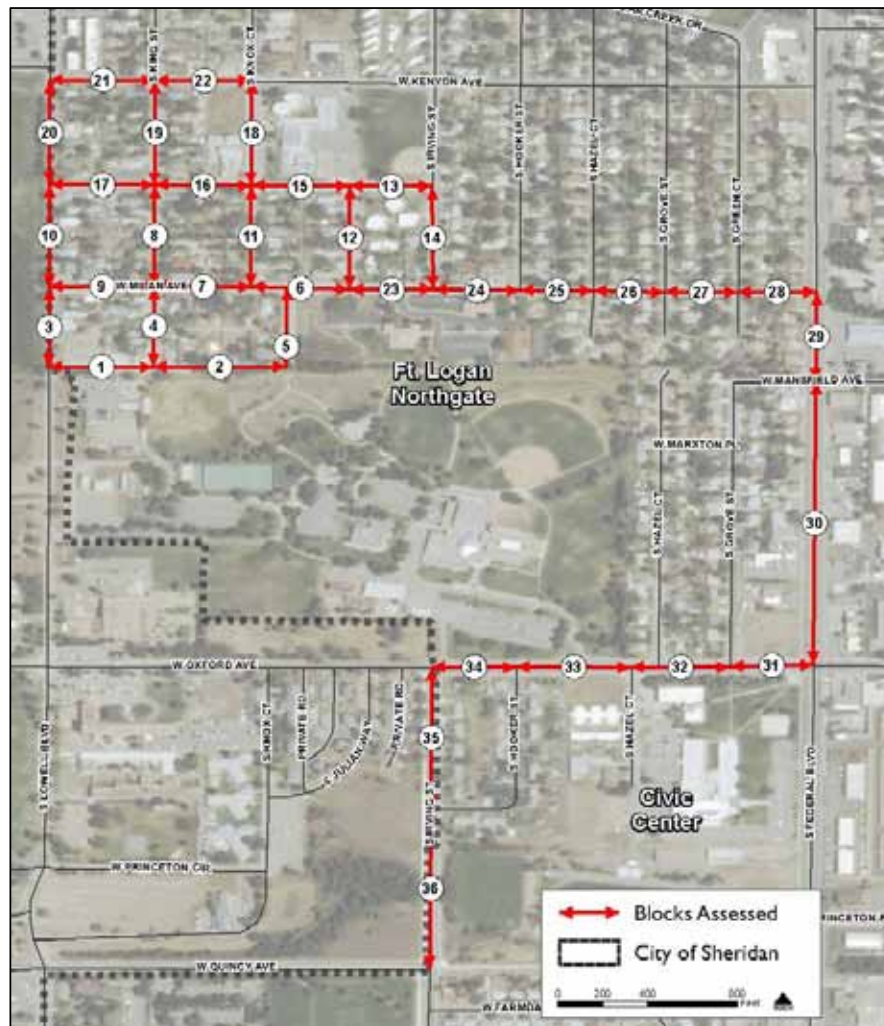 S KING ST
S KNOX CT
21
22
W. KENYON AVE
20
19
18
S IRVING ST
S HOOKER ST
S HAZEL CT
S GROVE ST
S GREEN CT
17
16
15
13
10
8
11
12
14
9
W. MILAN AVE
7
6
23
24
25
26
27
28
3
4
5
29
1
2
Ft. Logan
Northgate
W. MANSFIELD AVE
W. MARXTON PL
S HAZEL CT
S GROVE ST
30
W. OXFORD AVE
34
33
32
31
S KNOX CT
PRIVATE RD
S JULIAN WAY
PRIVATE RD
35
S HOOKER ST
S HAZEL CT
S LOWELL BLVD
S IRVING ST
Civic
Center
S FEDERAL BLVD
W. PRINCETON CIR
36
Blocks Assessed
City of Sheridan
W. QUINCY AVE
0 200 400 800
Feet
W. FARMDA